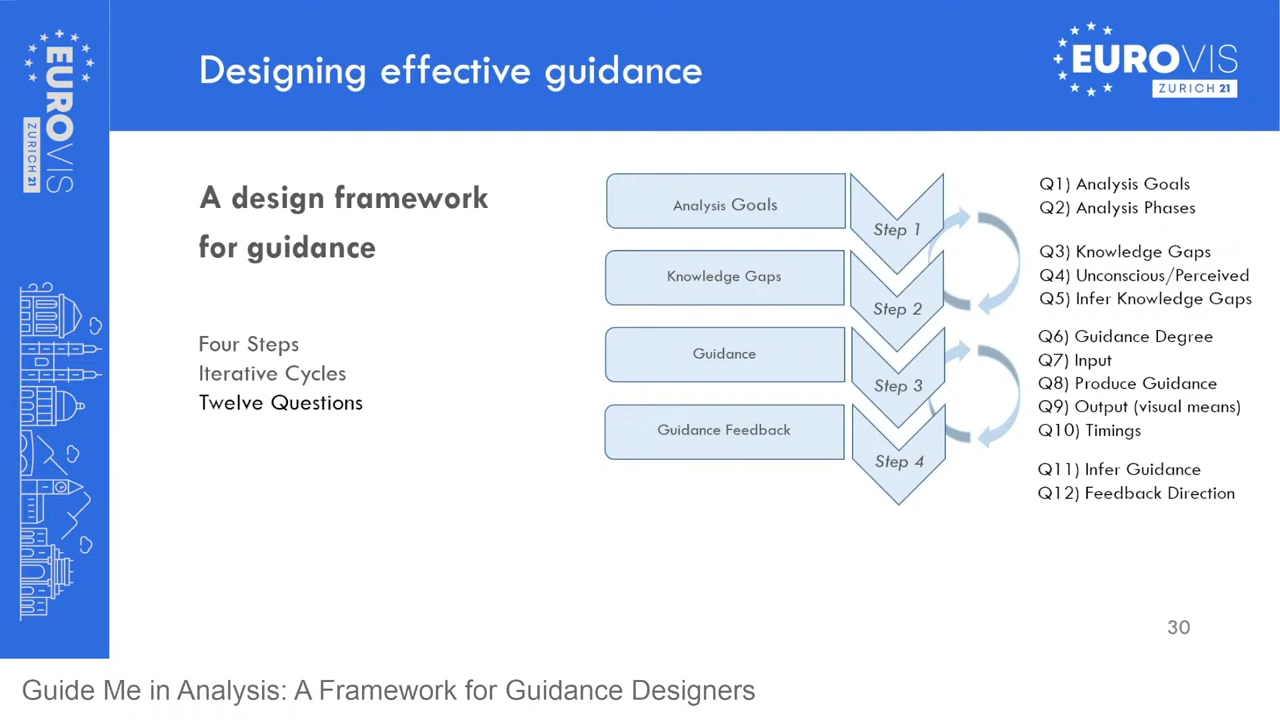 EUROVIS
ZURICH 21
Designing effective guidance
EUROVIS
ZURICH 21
A design framework
for guidance
Four Steps
Iterative Cycles
Twelve Questions
Analysis Goals
Step 1
Knowledge Gaps
Step 2
Guidance
Step 3
Guidance Feedback
Step 4
Q1) Analysis Goals
Q2) Analysis Phases
Q3) Knowledge Gaps
Q4) Unconscious/Perceived
Q5) Infer Knowledge Gaps
Q6) Guidance Degree
Q7) Input
Q8) Produce Guidance
Q9) Output (visual means)
Q10) Timings
Q11) Infer Guidance
Q12) Feedback Direction
30
Guide Me in Analysis: A Framework for Guidance Designers